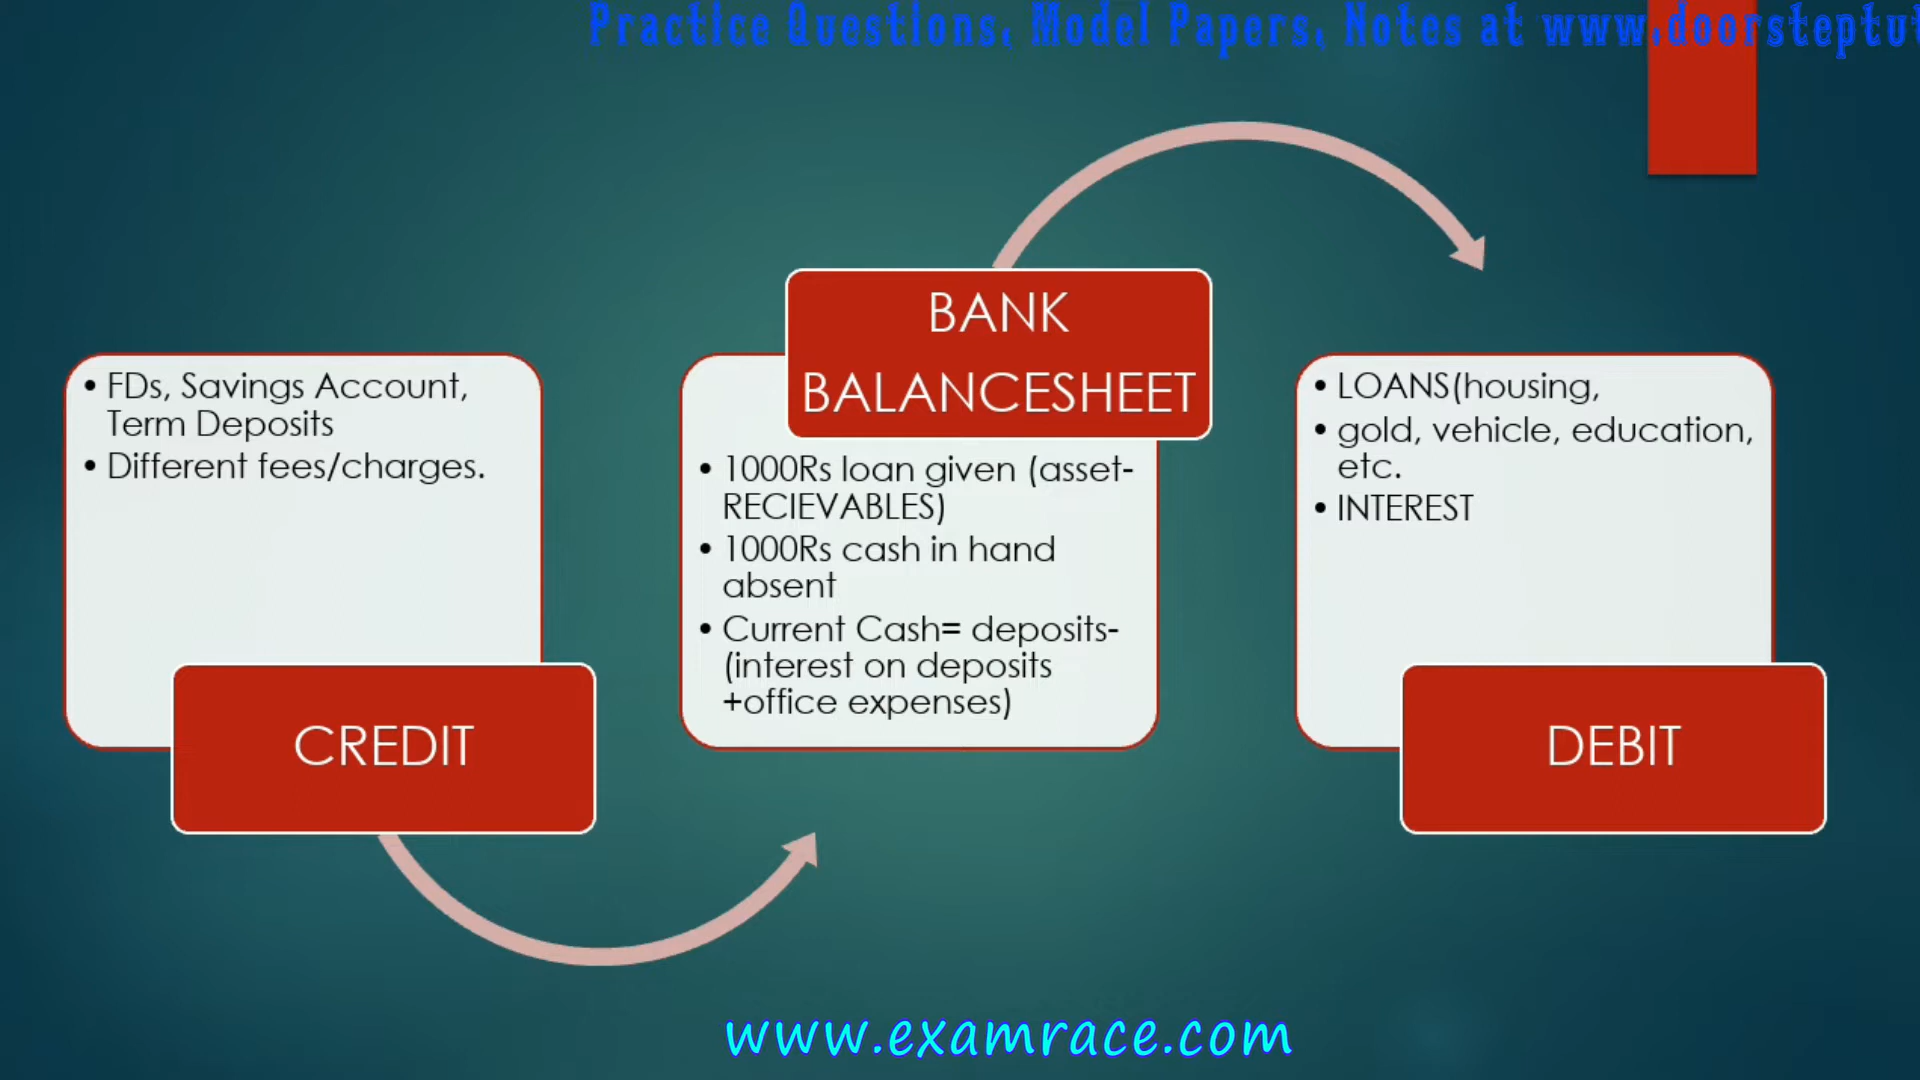 Practice Questions, Model Papers, Notes at www.doorsteptut
• FDs, Savings Account,
Term Deposits
• Different fees/charges.
CREDIT
BANK
BALANCESHEET
• 1000Rs loan given (asset-
RECIEVABLES)
• 1000Rs cash in hand
absent
• Current Cash= deposits-
(interest on deposits
+office expenses)
• LOANS(housing,
• gold, vehicle, education,
etc.
• INTEREST
DEBIT
www.examrace.com